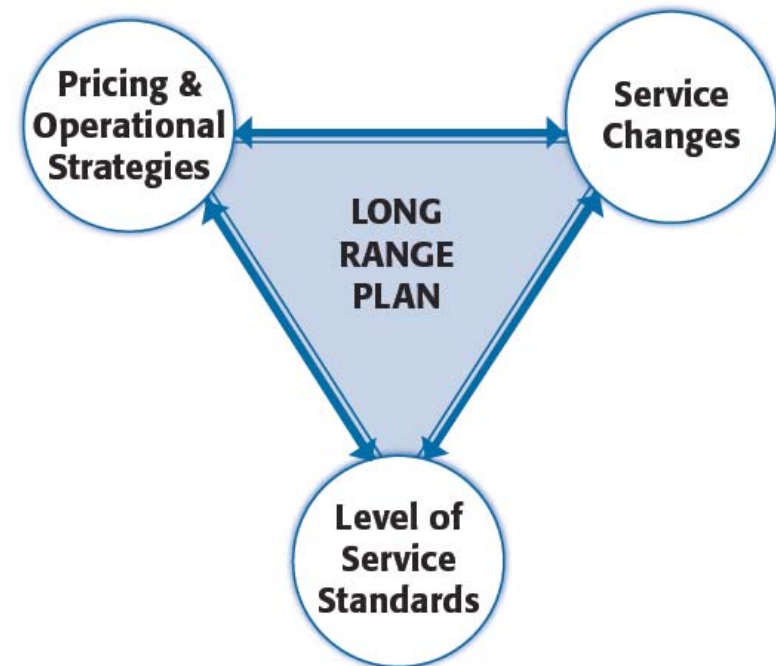 Pricing &
Operational
Strategies
Service
Changes
LONG
RANGE
PLAN
Level of
Service
Standards